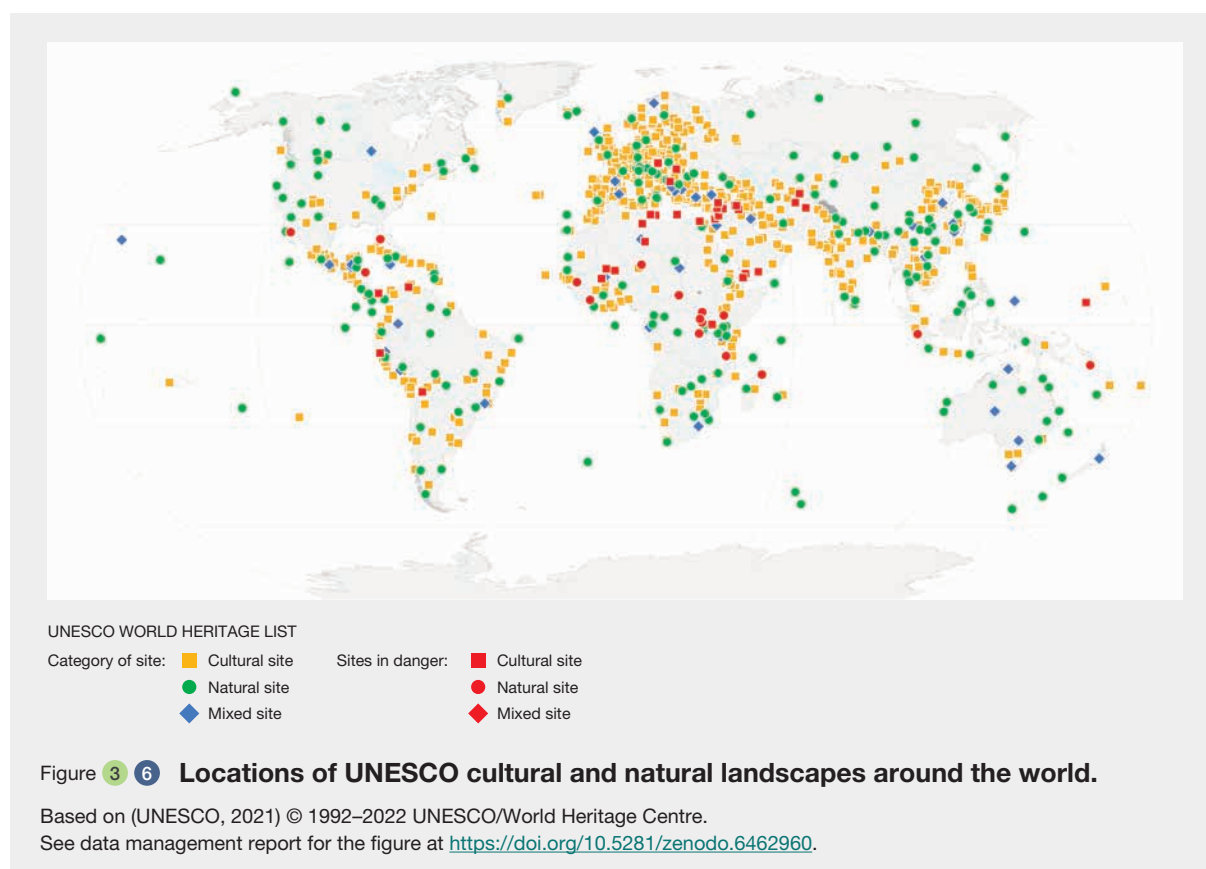 UNESCO WORLD HERITAGE LIST
Category of site: Cultural site Sites in danger: Cultural site
Natural site Natural site
Mixed site Mixed site
Figure 3 6 Locations of UNESCO cultural and natural landscapes around the world.
Based on (UNESCO, 2021) © 1992–2022 UNESCO/World Heritage Centre.
See data management report for the figure at https://doi.org/10.5281/zenodo.6462960.